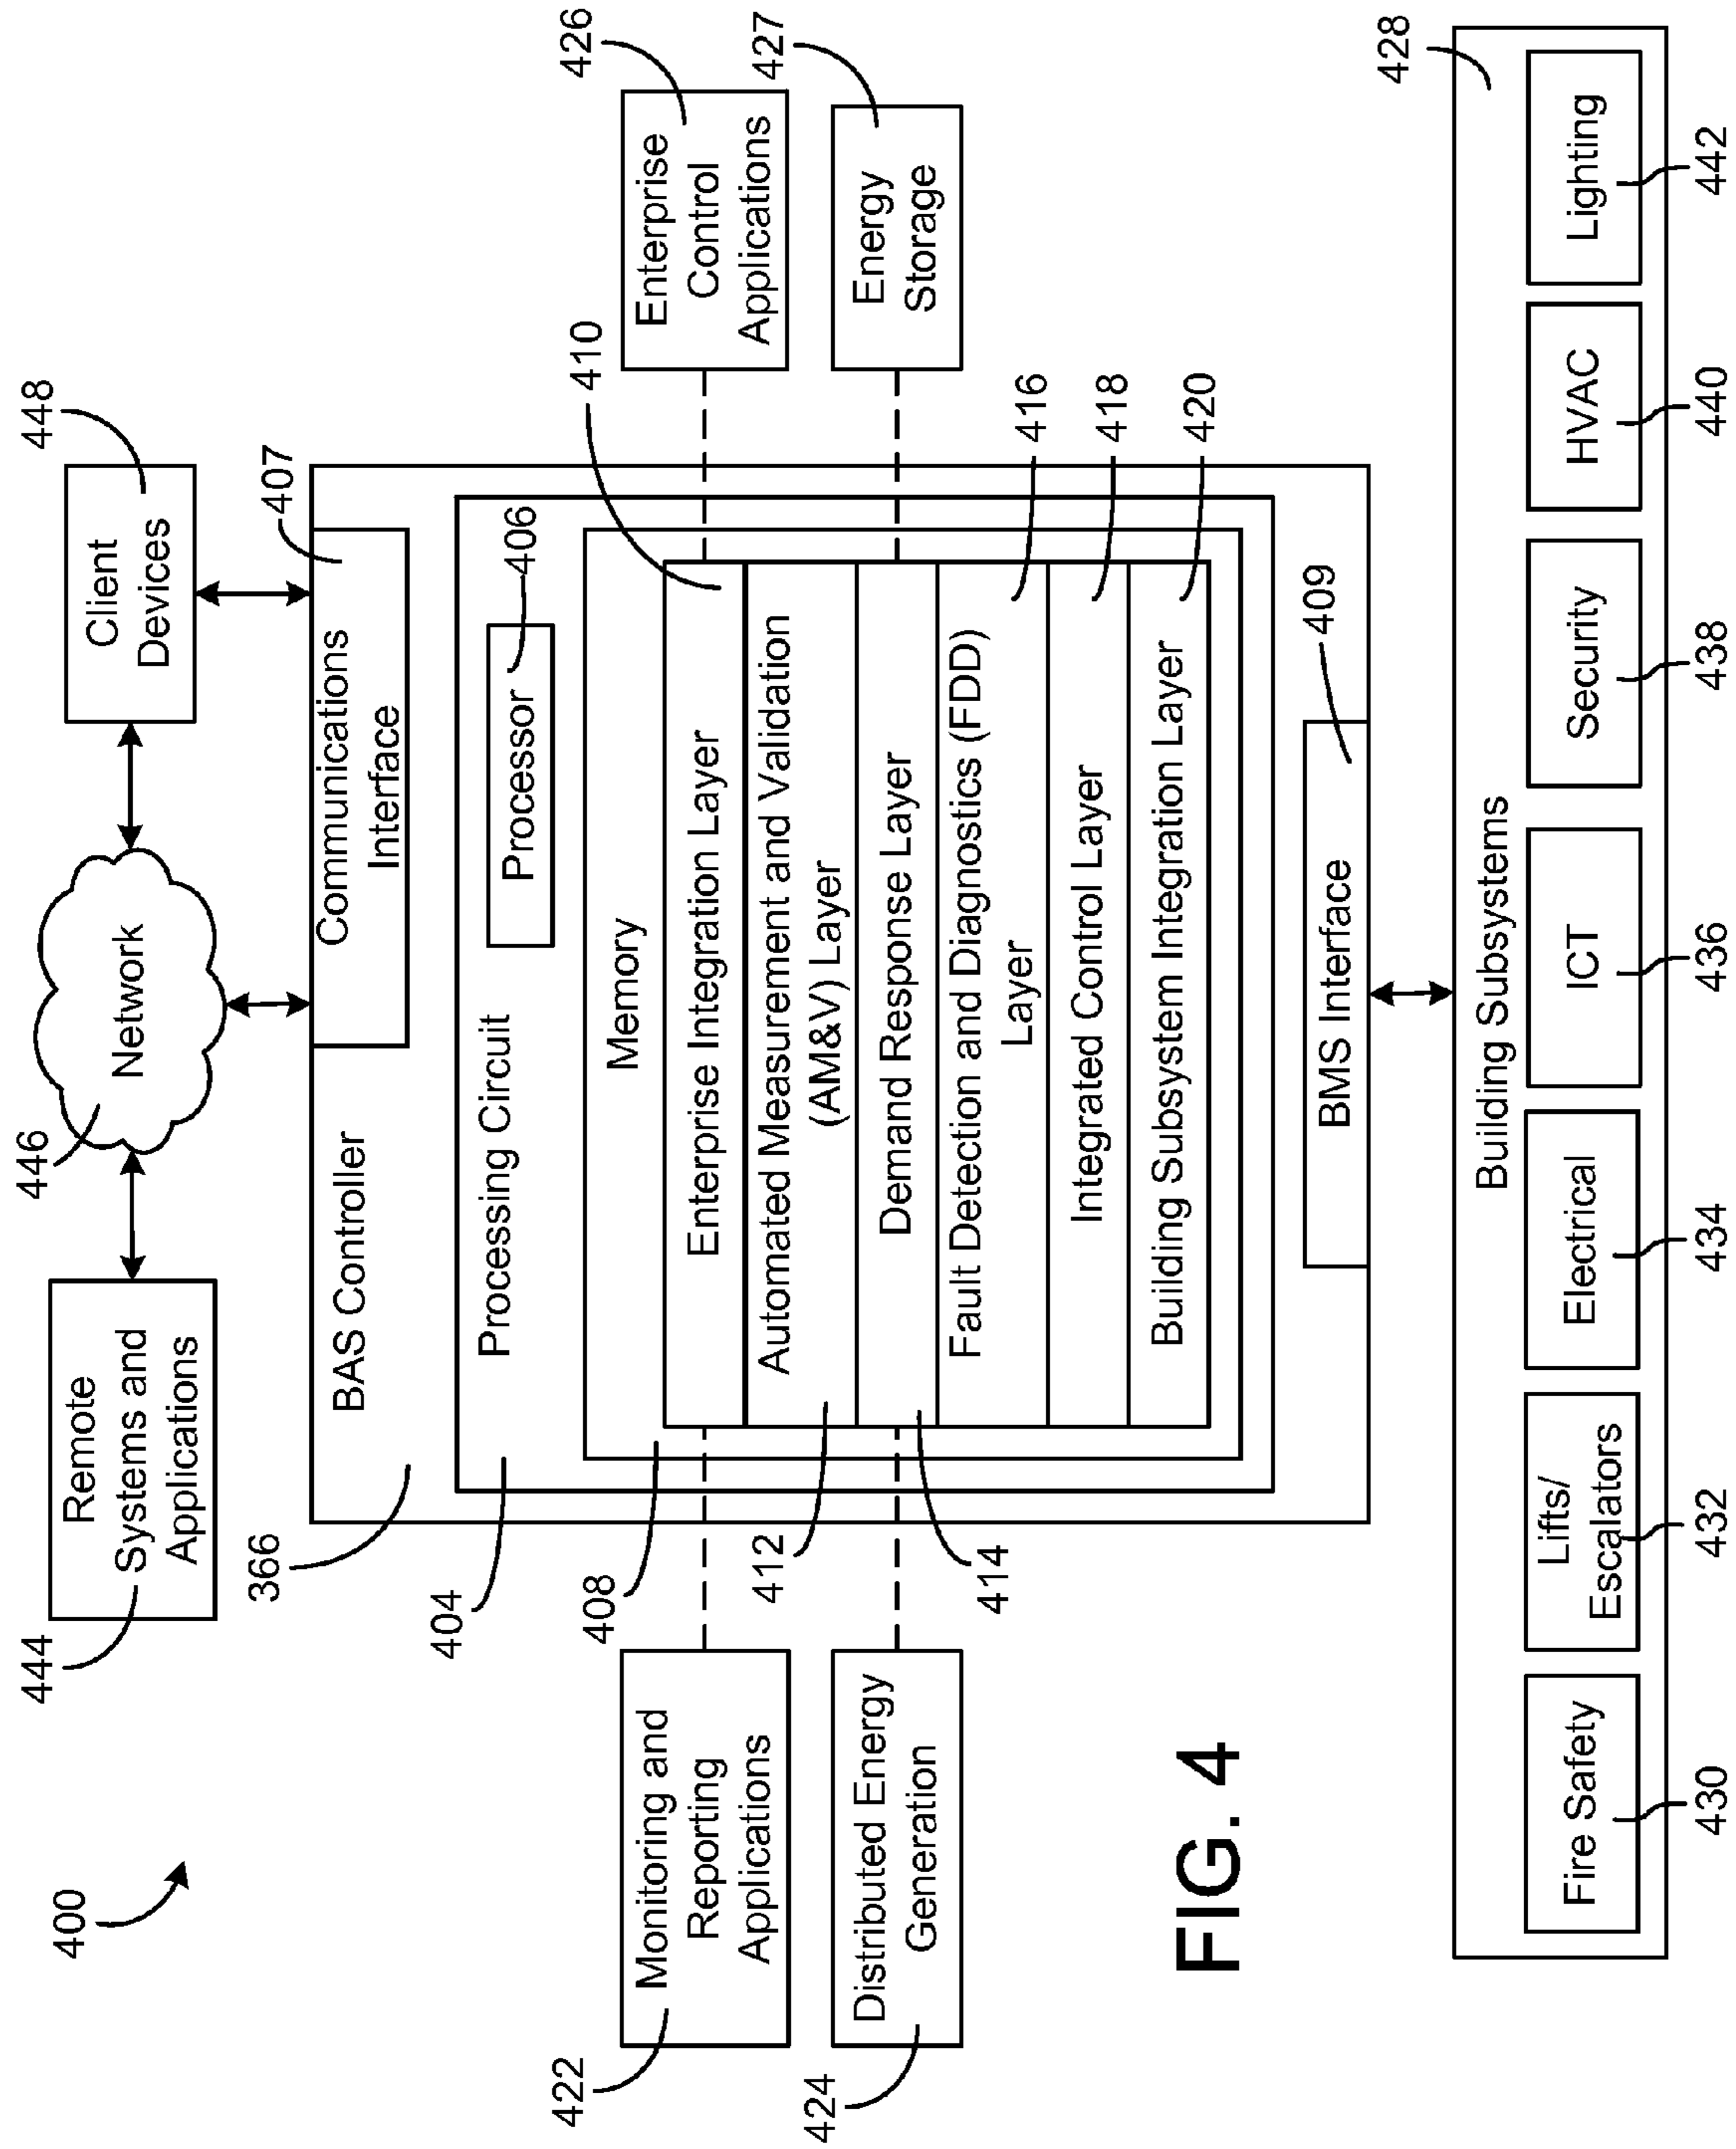 400
444
Remote
Systems and
Applications
446
Network
448
Client
Devices
366
BAS Controller
407
Communications
Interface
404
Processing Circuit
Processor
406
408
Memory
410
Enterprise Integration Layer
412
Automated Measurement and Validation
(AM&V) Layer
414
Demand Response Layer
Fault Detection and Diagnostics (FDD)
Layer
416
Integrated Control Layer
418
Building Subsystem Integration Layer
420
422
Monitoring and
Reporting
Applications
424
Distributed Energy
Generation
426
Enterprise
Control
Applications
427
Energy
Storage
BMS Interface
409
428
Building Subsystems
Fire Safety
Lifts/
Escalators
Electrical
ICT
Security
HVAC
Lighting
430
432
434
436
438
440
442
FIG. 4